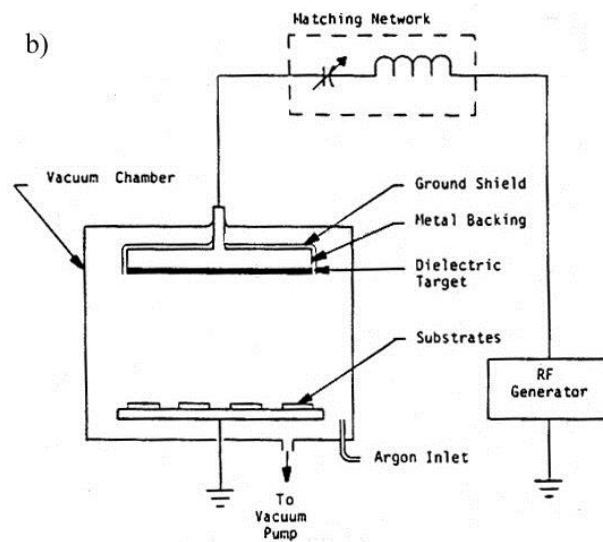 b)
Matching Network
Vacuum Chamber
Ground Shield
Metal Backing
Dielectric
Target
Substrates
RF
Generator
Argon Inlet
To
Vacuum
Pump